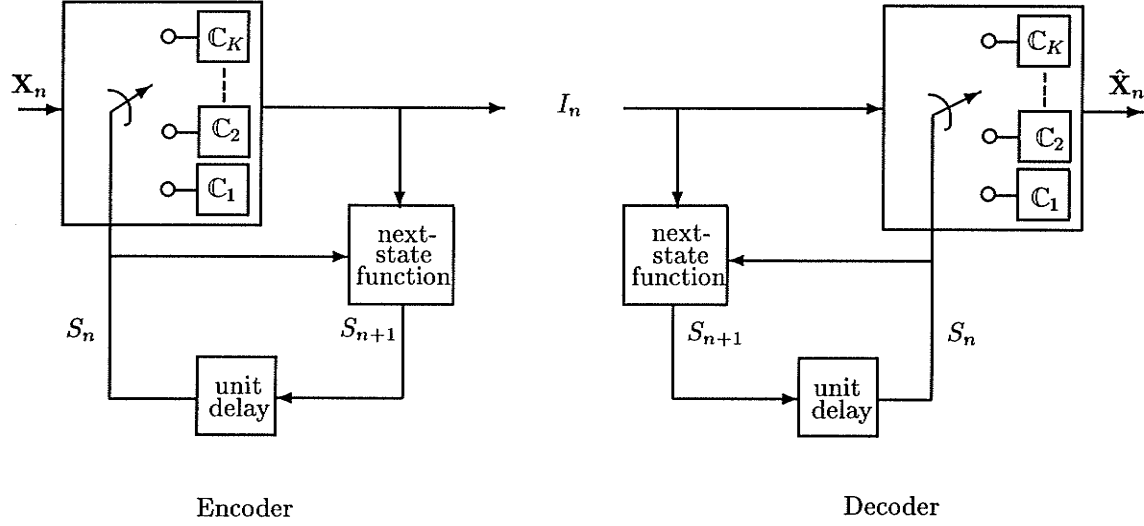 ℂ_K
𝐗_n
ℂ_2
ℂ_1
next-
state
function
S_n
S_{n+1}
unit
delay
Encoder
I_n
ℂ_K
𝐗̂_n
ℂ_2
ℂ_1
next-
state
function
S_{n+1}
S_n
unit
delay
Decoder